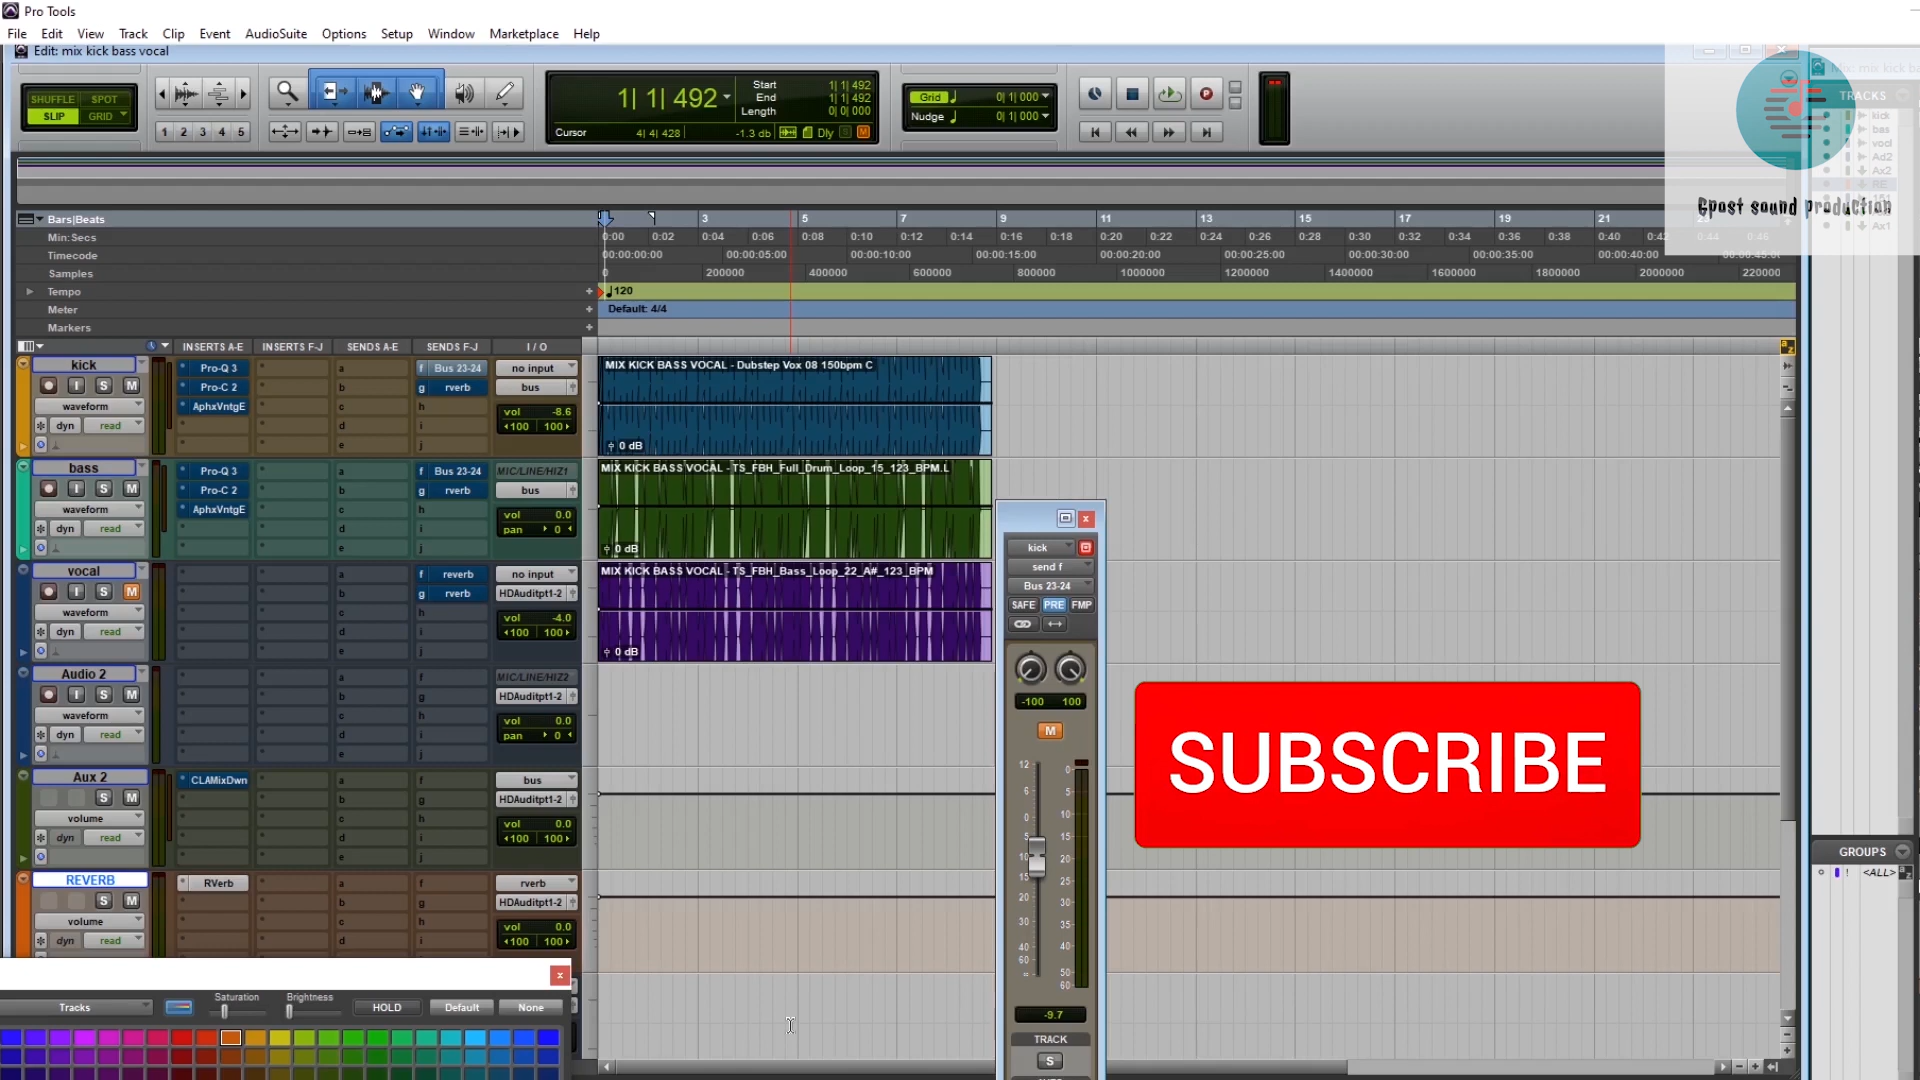 Pro Tools
File Edit View Track Clip Event AudioSuite Options Setup Window Marketplace Help
Edit: mix kick bass vocal
SHUFFLE SPOT
SLIP GRID
1 2 3 4 5
1| 1| 492
Start 1| 1| 492
End 1| 1| 492
Length 0| 0| 000
Cursor 4| 4| 428 -1.3 db Dly S M
Grid 0| 1| 000
Nudge 0| 1| 000
TRACKS
kick
bas
vocl
Ad2
Ax2
RE
Ax1
Gpost sound production
Bars|Beats 3 5 7 9 11 13 15 17 19 21
Min:Secs 0:00 0:02 0:04 0:06 0:08 0:10 0:12 0:14 0:16 0:18 0:20 0:22 0:24 0:26 0:28 0:30 0:32 0:34 0:36 0:38 0:40 0:42 0:44 0:46
Timecode 00:00:00:00 00:00:05:00 00:00:10:00 00:00:15:00 00:00:20:00 00:00:25:00 00:00:30:00 00:00:35:00 00:00:40:00
Samples 0 200000 400000 600000 800000 1000000 1200000 1400000 1600000 1800000 2000000 220000
Tempo 120
Meter Default: 4/4
Markers
INSERTS A-E INSERTS F-J SENDS A-E SENDS F-J I / O
kick
I S M
waveform
dyn read
Pro-Q 3
Pro-C 2
AphxVntgE
a
b
c
d
e
f Bus 23-24
g rverb
h
i
j
no input
bus
vol -8.6
100 100
MIX KICK BASS VOCAL - Dubstep Vox 08 150bpm C
0 dB
bass
I S M
waveform
dyn read
Pro-Q 3
Pro-C 2
AphxVntgE
a
b
c
d
e
f Bus 23-24
g rverb
h
i
j
MIC/LINE/HIZ1
bus
vol 0.0
pan 0
MIX KICK BASS VOCAL - TS_FBH_Full_Drum_Loop_15_123_BPM.L
0 dB
vocal
I S M
waveform
dyn read
a
b
c
d
e
f reverb
g rverb
h
i
j
no input
HDAuditpt1-2
vol -4.0
100 100
MIX KICK BASS VOCAL - TS_FBH_Bass_Loop_22_A#_123_BPM
0 dB
Audio 2
I S M
waveform
dyn read
a
b
c
d
e
f
g
h
i
j
MIC/LINE/HIZ2
HDAuditpt1-2
vol 0.0
pan 0
Aux 2
S M
volume
dyn read
CLAMixDwn
a
b
c
d
e
f
g
h
i
j
bus
HDAuditpt1-2
vol 0.0
100 100
REVERB
S M
volume
dyn read
RVerb
a
b
c
d
f
g
h
i
rverb
HDAuditpt1-2
vol 0.0
100 100
kick
send f
Bus 23-24
SAFE PRE FMP
-100 100
M
12 0
6 5
0 10
5 15
10 20
15 25
20 30
30 35
40 40
60 50
∞ 60
-9.7
TRACK
S
SUBSCRIBE
GROUPS
! <ALL>
Tracks Saturation Brightness HOLD Default None